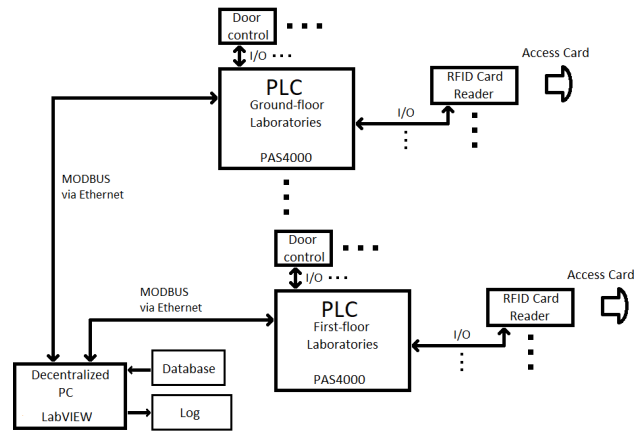 Door
control
I/O
Access Card
PLC
Ground-floor
Laboratories
PAS4000
RFID Card
Reader
I/O
MODBUS
via Ethernet
Door
control
I/O
Access Card
MODBUS
via Ethernet
PLC
First-floor
Laboratories
PAS4000
RFID Card
Reader
I/O
Decentralized
PC
LabVIEW
Database
Log